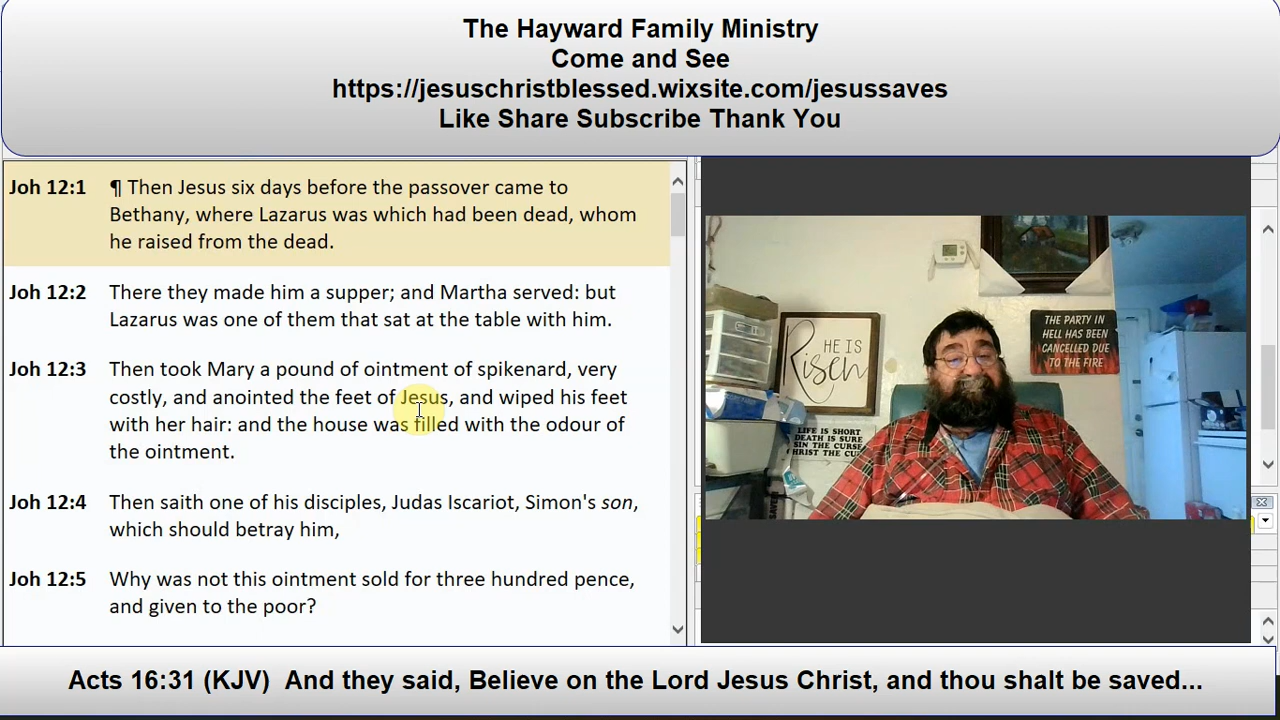 The Hayward Family Ministry
Come and See
https://jesuschristblessed.wixsite.com/jesussaves
Like Share Subscribe Thank You
Joh 12:1 ¶ Then Jesus six days before the passover came to
Bethany, where Lazarus was which had been dead, whom
he raised from the dead.
Joh 12:2 There they made him a supper; and Martha served: but
Lazarus was one of them that sat at the table with him.
Joh 12:3 Then took Mary a pound of ointment of spikenard, very
costly, and anointed the feet of Jesus, and wiped his feet
with her hair: and the house was filled with the odour of
the ointment.
Joh 12:4 Then saith one of his disciples, Judas Iscariot, Simon's son,
which should betray him,
Joh 12:5 Why was not this ointment sold for three hundred pence,
and given to the poor?
HE IS
Risen
THE PARTY IN
HELL HAS BEEN
CANCELLED DUE
TO THE FIRE
LIFE IS SHORT
DEATH IS SURE
SIN THE CURSE
Acts 16:31 (KJV) And they said, Believe on the Lord Jesus Christ, and thou shalt be saved...